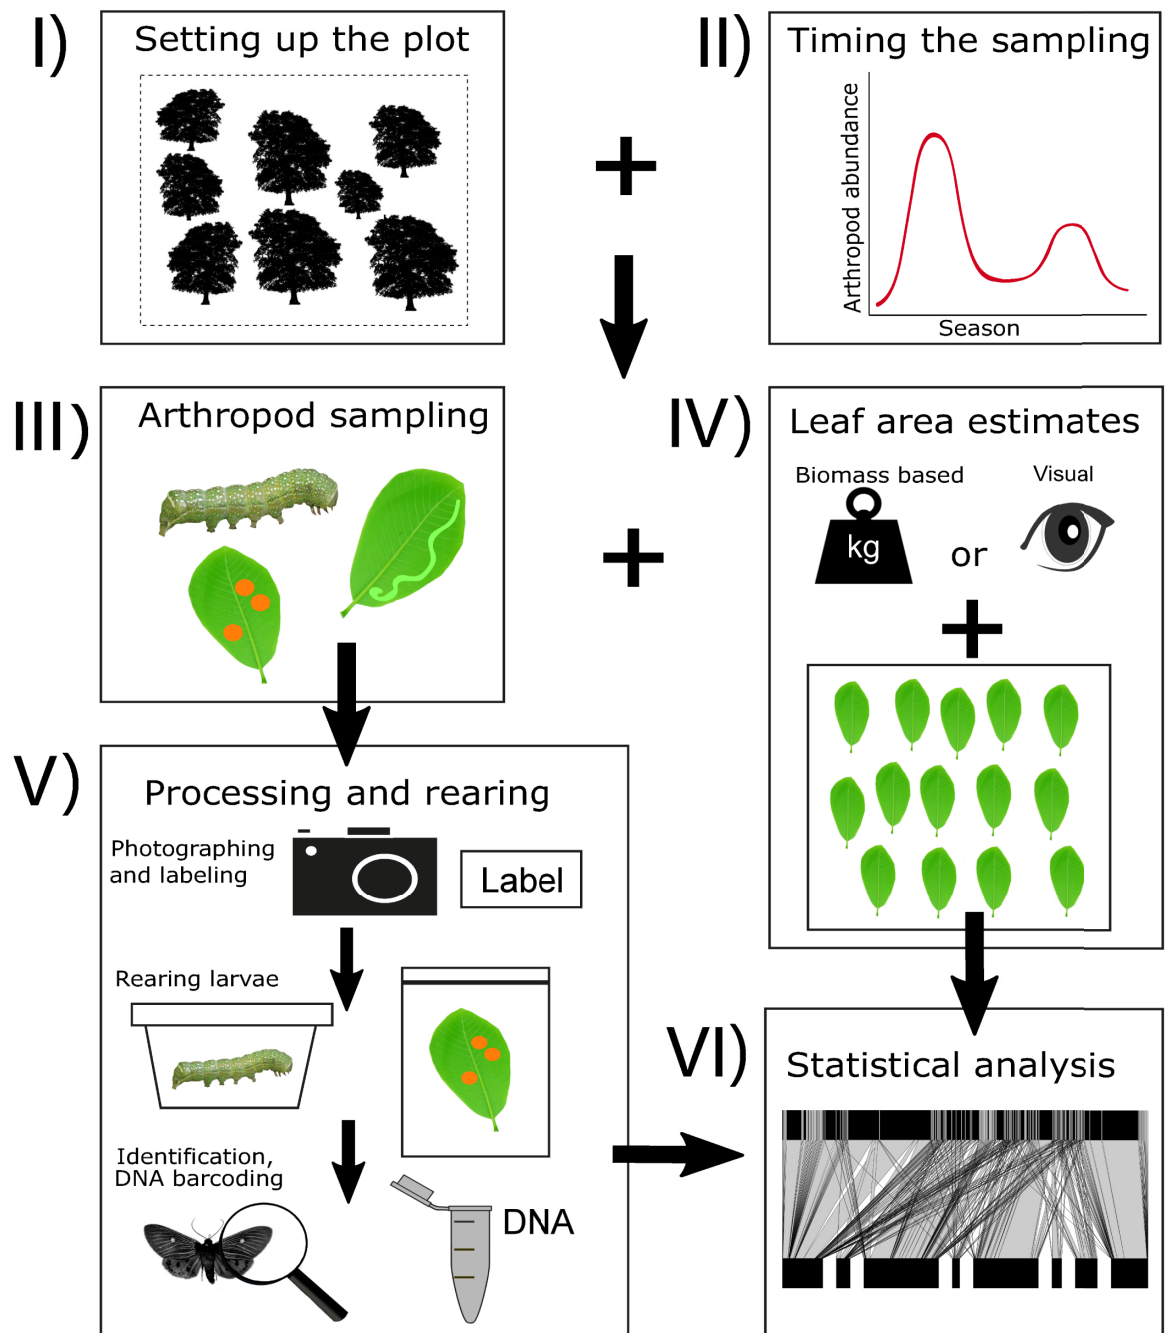 I)
Setting up the plot
II)
Timing the sampling
Arthropod abundance
Season
III)
Arthropod sampling
IV)
Leaf area estimates
Biomass based
Visual
kg
or
V)
Processing and rearing
Photographing
and labeling
Label
Rearing larvae
Identification,
DNA barcoding
DNA
VI)
Statistical analysis